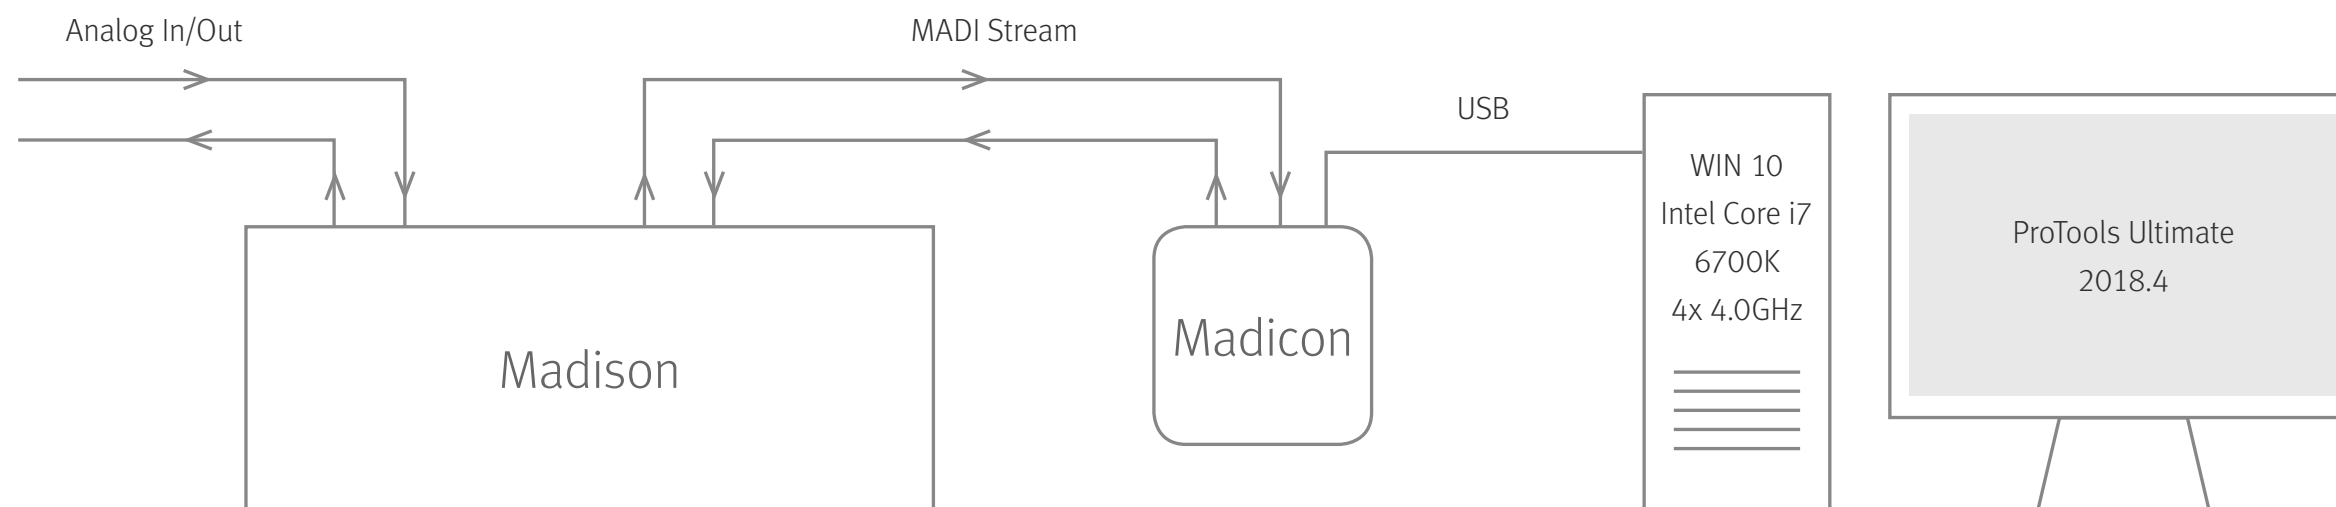 Analog In/Out
MADI Stream
USB
WIN 10
Intel Core i7
6700K
4x 4.0GHz
ProTools Ultimate
2018.4
Madison
Madicon